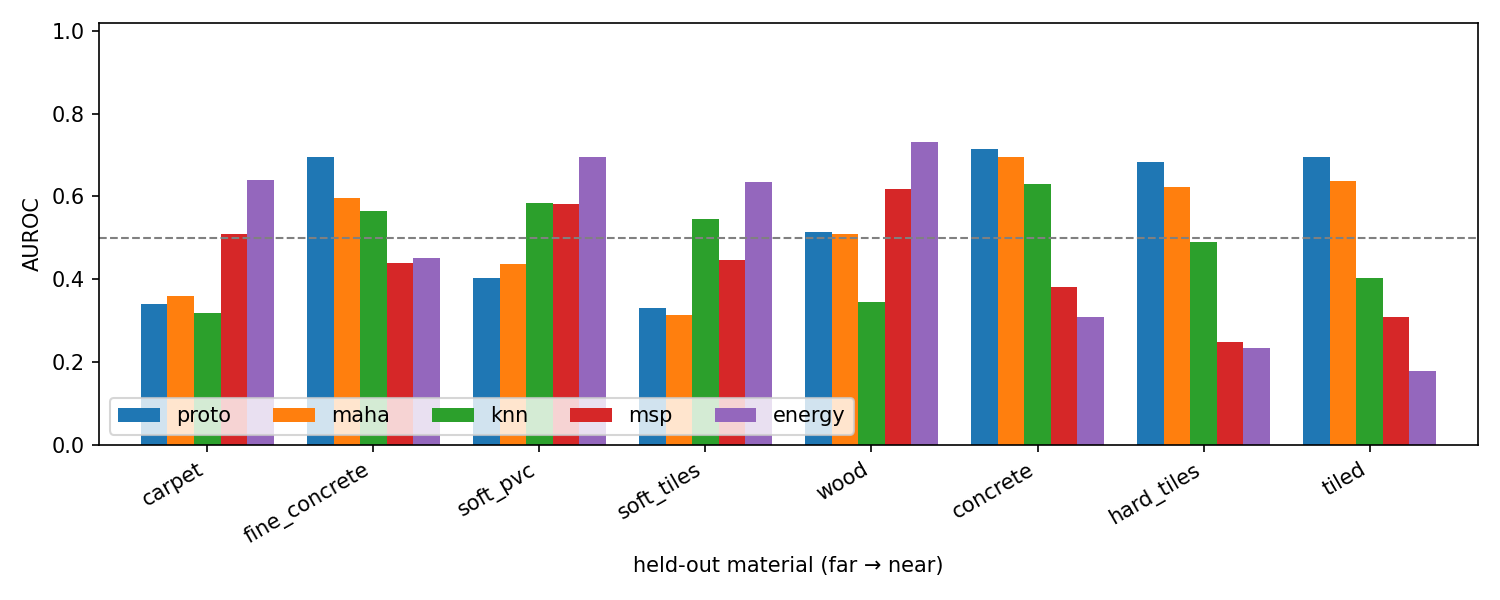 AUROC
1.0
0.8
0.6
0.4
0.2
0.0
proto maha knn msp energy
carpet fine_concrete soft_pvc soft_tiles wood concrete hard_tiles tiled
held-out material (far → near)